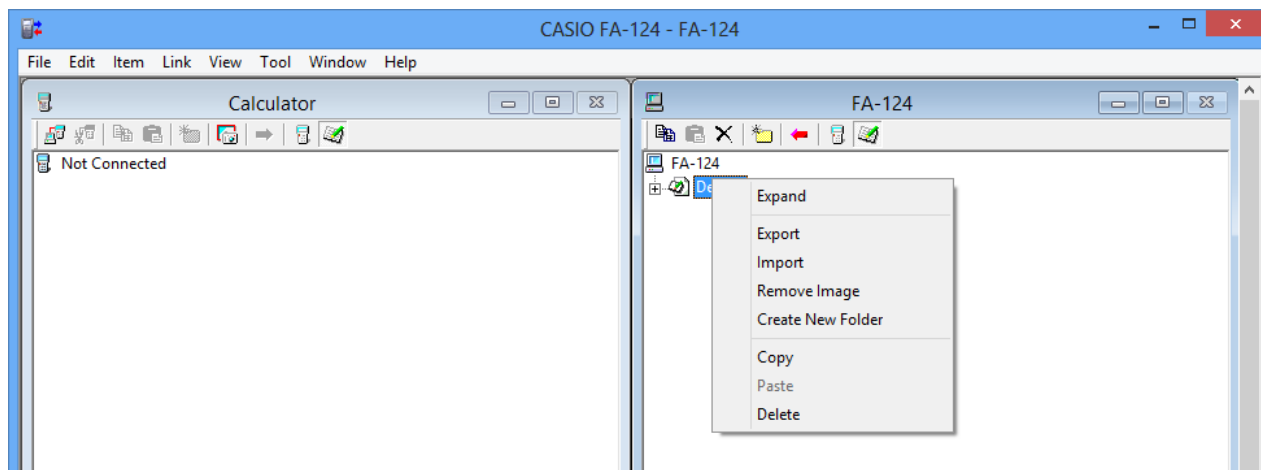 CASIO FA-124 - FA-124
File Edit Item Link View Tool Window Help
Calculator
Not Connected
FA-124
FA-124
Expand
Export
Import
Remove Image
Create New Folder
Copy
Paste
Delete